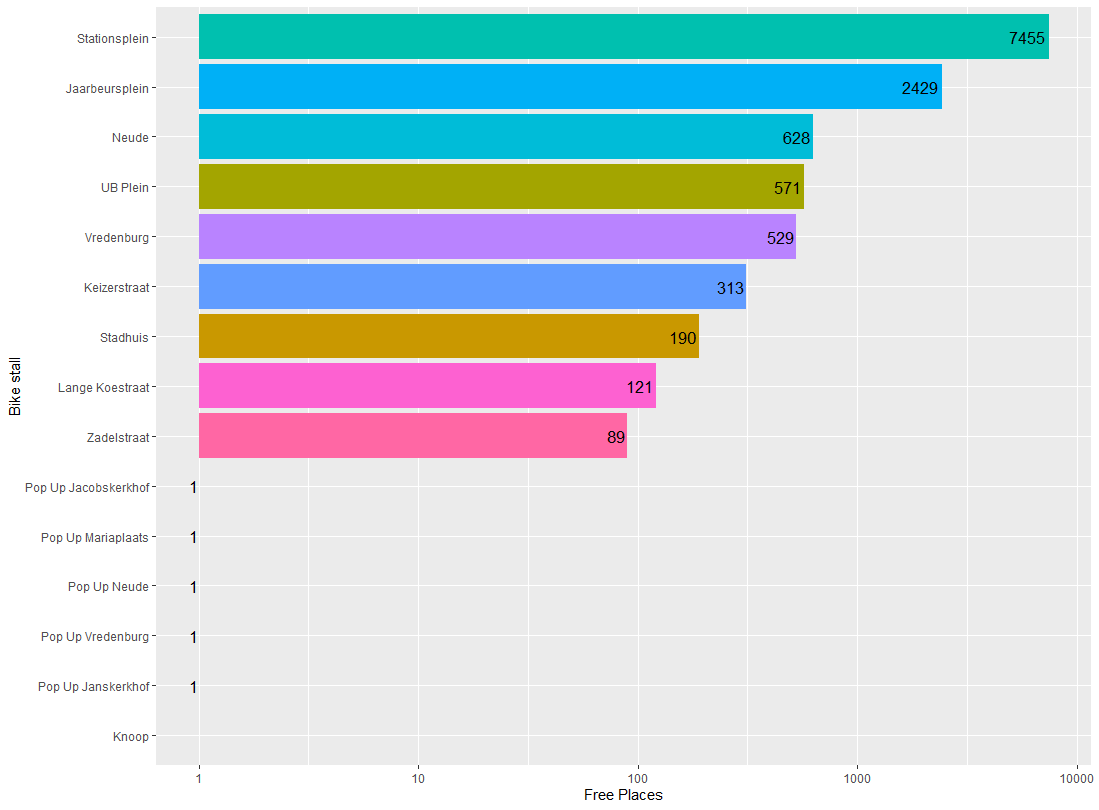 Stationsplein 7455
Jaarbeursplein 2429
Neude 628
UB Plein 571
Vredenburg 529
Keizerstraat 313
Stadhuis 190
Lange Koestraat 121
Zadelstraat 89
Pop Up Jacobskerkhof 1
Pop Up Mariaplaats 1
Pop Up Neude 1
Pop Up Vredenburg 1
Pop Up Janskerkhof 1
Knoop
Bike stall
1 10 100 1000 10000
Free Places